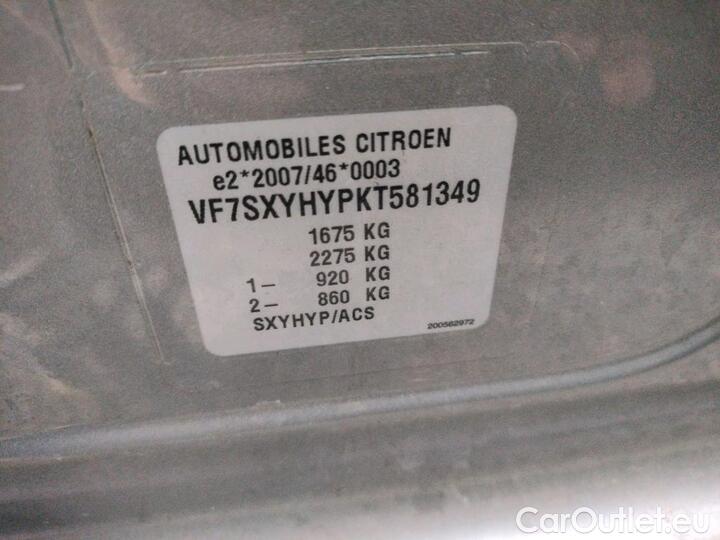 AUTOMOBILES CITROEN
e2*2007/46*0003
VF7SXYHYPKT581349
1675 KG
2275 KG
1- 920 KG
2- 860 KG
SXYHYP/ACS
200562972
CarOutlet.eu